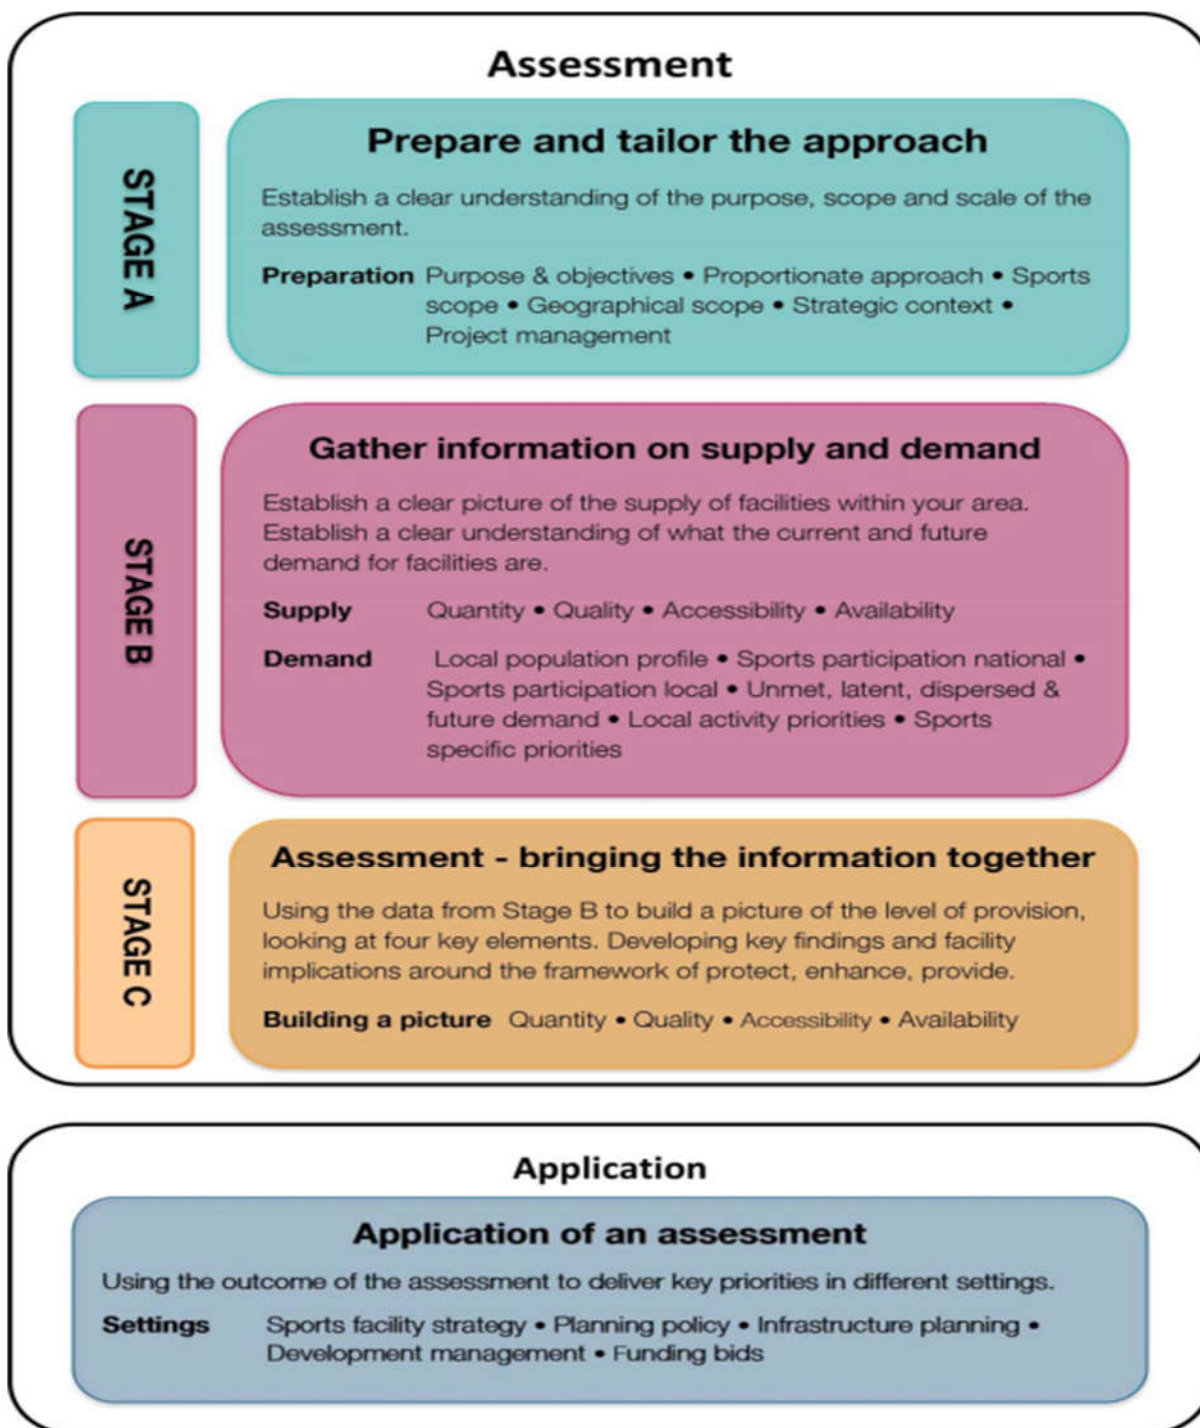 Assessment
STAGE A
Prepare and tailor the approach
Establish a clear understanding of the purpose, scope and scale of the
assessment.
Preparation Purpose & objectives • Proportionate approach • Sports
scope • Geographical scope • Strategic context •
Project management
STAGE B
Gather information on supply and demand
Establish a clear picture of the supply of facilities within your area.
Establish a clear understanding of what the current and future
demand for facilities are.
Supply Quantity • Quality • Accessibility • Availability
Demand Local population profile • Sports participation national •
Sports participation local • Unmet, latent, dispersed &
future demand • Local activity priorities • Sports
specific priorities
STAGE C
Assessment - bringing the information together
Using the data from Stage B to build a picture of the level of provision,
looking at four key elements. Developing key findings and facility
implications around the framework of protect, enhance, provide.
Building a picture Quantity • Quality • Accessibility • Availability
Application
Application of an assessment
Using the outcome of the assessment to deliver key priorities in different settings.
Settings Sports facility strategy • Planning policy • Infrastructure planning •
Development management • Funding bids